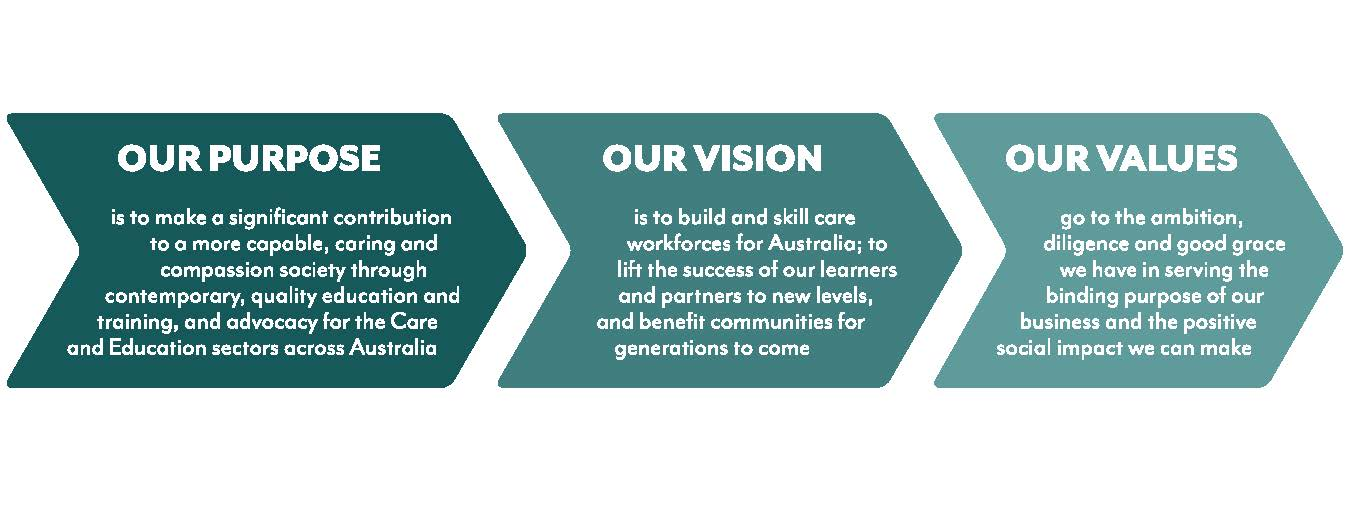 OUR PURPOSE
is to make a significant contribution
to a more capable, caring and
compassion society through
contemporary, quality education and
training, and advocacy for the Care
and Education sectors across Australia
OUR VISION
is to build and skill care
workforces for Australia; to
lift the success of our learners
and partners to new levels,
and benefit communities for
generations to come
OUR VALUES
go to the ambition,
diligence and good grace
we have in serving the
binding purpose of our
business and the positive
social impact we can make